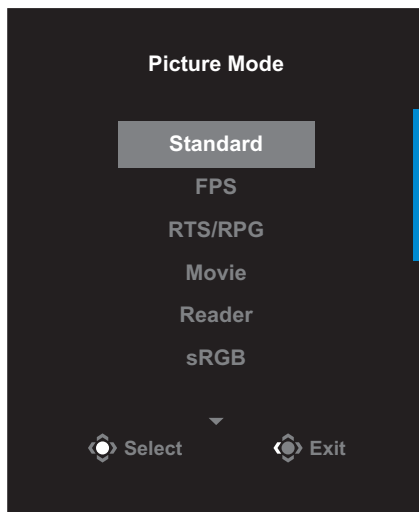 Picture Mode
Standard
FPS
RTS/RPG
Movie
Reader
sRGB
Select Exit